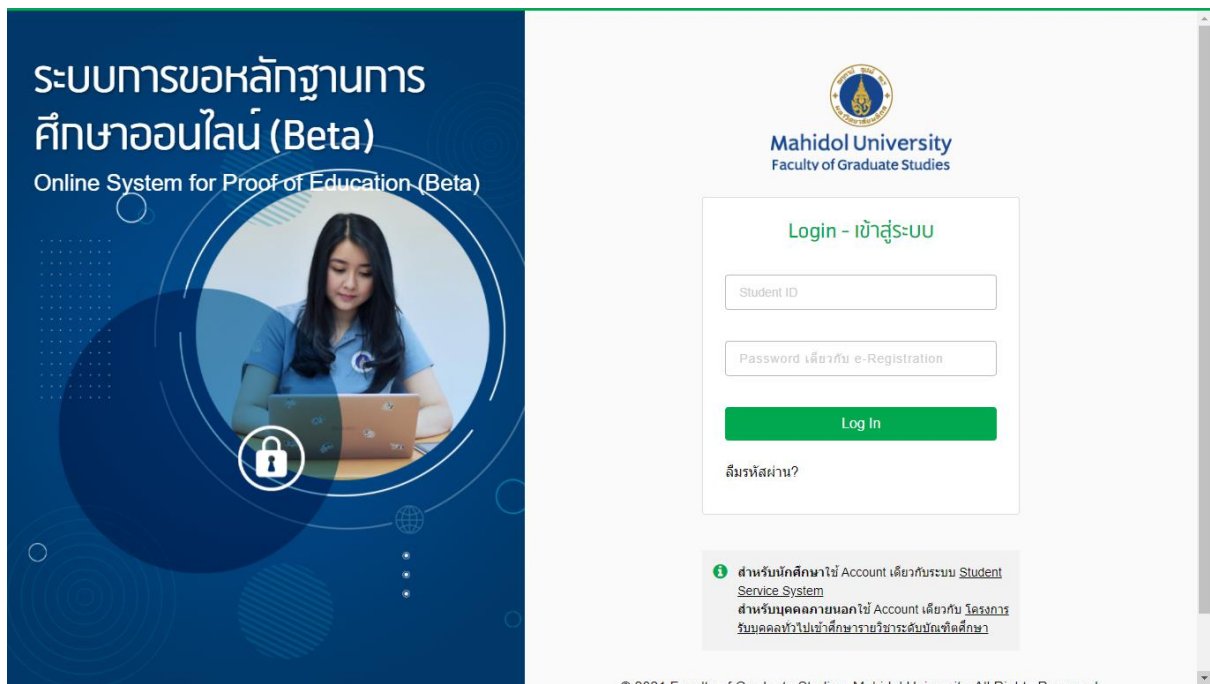 ระบบการขอหลักฐานการ
ศึกษาออนไลน์ (Beta)
Online System for Proof of Education (Beta)
Mahidol University
Faculty of Graduate Studies
Login - เข้าสู่ระบบ
Student ID
Password เดียวกับ e-Registration
Log In
ลืมรหัสผ่าน?
สำหรับนักศึกษาใช้ Account เดียวกับระบบ Student
Service System
สำหรับบุคคลภายนอกใช้ Account เดียวกับ โครงการ
รับบุคคลทั่วไปเข้าศึกษารายวิชาระดับบัณฑิตศึกษา